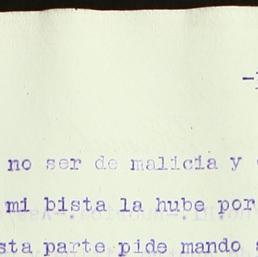 no ser de malicia y
mi bista la hube por
sta parte pide mando